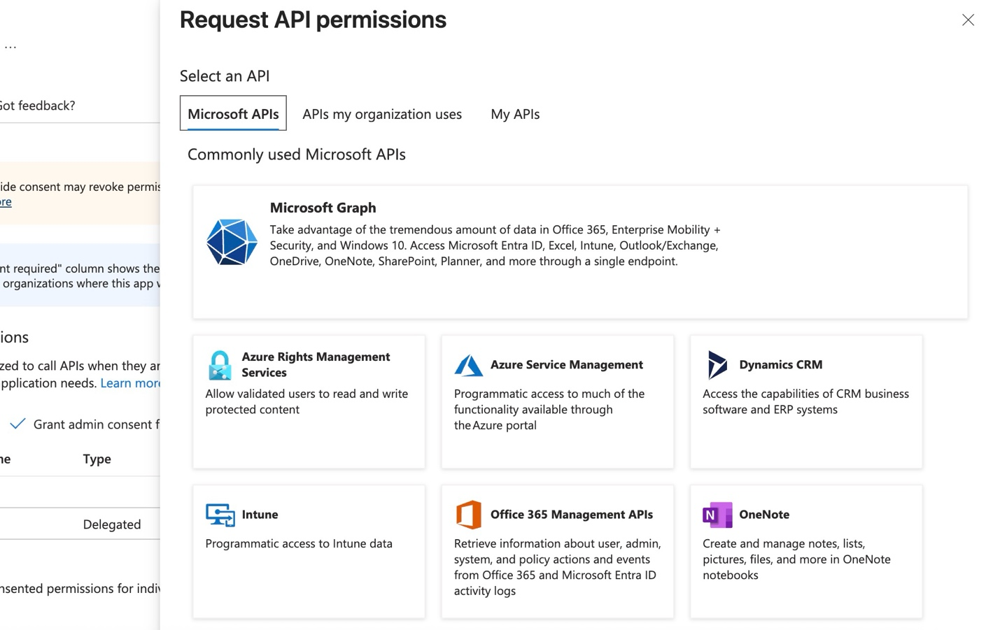 Request API permissions
...
Select an API
Got feedback?
Microsoft APIs
APIs my organization uses
My APIs
Commonly used Microsoft APIs
ide consent may revoke permis
ore
Microsoft Graph
Take advantage of the tremendous amount of data in Office 365, Enterprise Mobility +
Security, and Windows 10. Access Microsoft Entra ID, Excel, Intune, Outlook/Exchange,
OneDrive, OneNote, SharePoint, Planner, and more through a single endpoint.
nt required" column shows the
organizations where this app w
ions
zed to call APIs when they ar
pplication needs. Learn more
Grant admin consent f
ne
Type
Delegated
nsented permissions for indiv
Azure Rights Management
Services
Allow validated users to read and write
protected content
Azure Service Management
Programmatic access to much of the
functionality available through
the Azure portal
Dynamics CRM
Access the capabilities of CRM business
software and ERP systems
Intune
Programmatic access to Intune data
Office 365 Management APIs
Retrieve information about user, admin,
system, and policy actions and events
from Office 365 and Microsoft Entra ID
activity logs
N
OneNote
Create and manage notes, lists,
pictures, files, and more in OneNote
notebooks